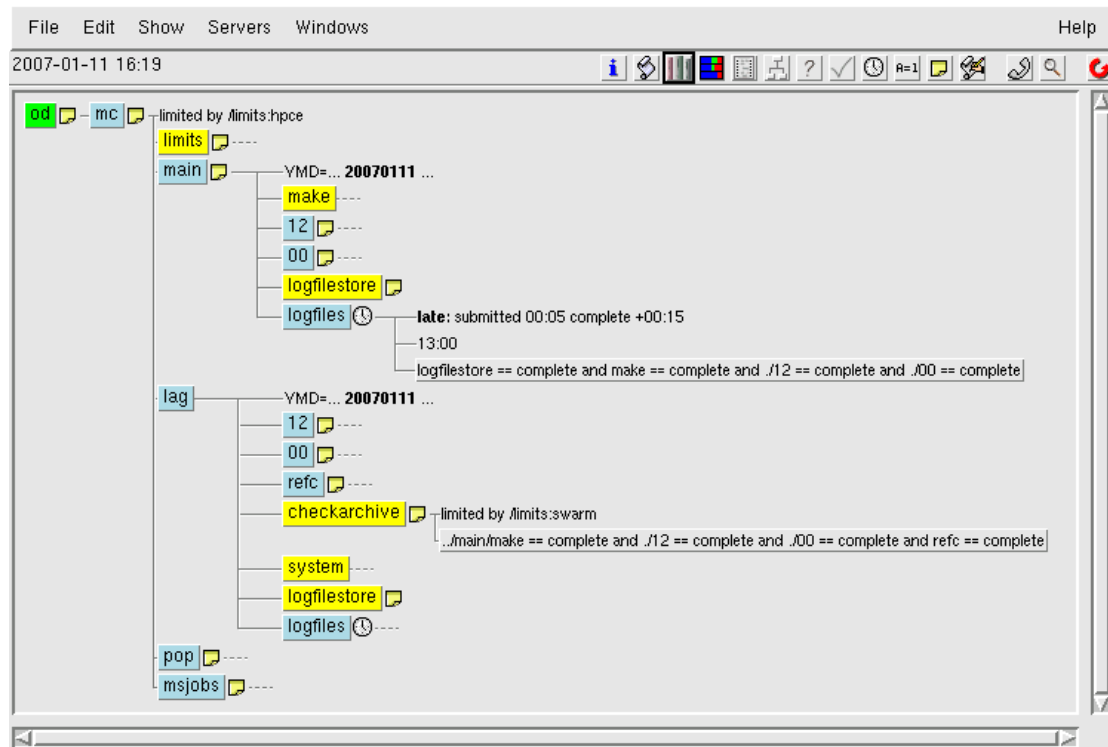 File Edit Show Servers Windows Help
2007-01-11 16:19 i ? A=1
od mc limited by /limits:hpce
limits
main YMD=... 20070111 ...
make
12
00
logfilestore
logfiles late: submitted 00:05 complete +00:15
13:00
logfilestore == complete and make == complete and ./12 == complete and ./00 == complete
lag YMD=... 20070111 ...
12
00
refc
checkarchive limited by /limits:swarm
../main/make == complete and ./12 == complete and ./00 == complete and refc == complete
system
logfilestore
logfiles
pop
msjobs